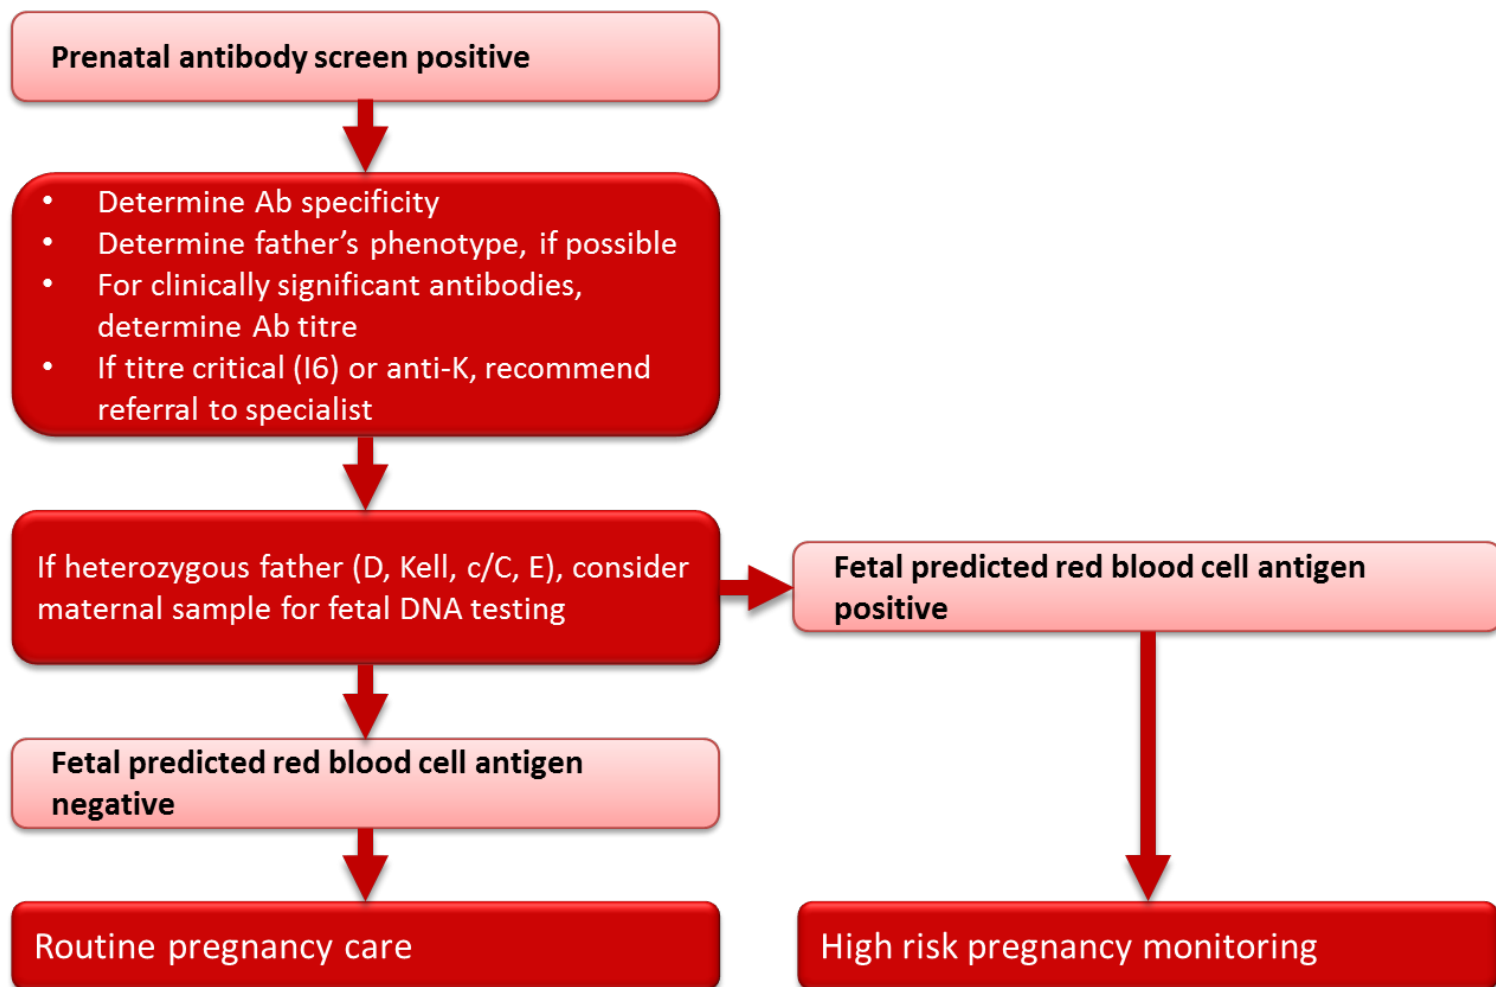 Prenatal antibody screen positive
• Determine Ab specificity
• Determine father’s phenotype, if possible
• For clinically significant antibodies,
determine Ab titre
• If titre critical (I6) or anti-K, recommend
referral to specialist
If heterozygous father (D, Kell, c/C, E), consider
maternal sample for fetal DNA testing
Fetal predicted red blood cell antigen
positive
Fetal predicted red blood cell antigen
negative
Routine pregnancy care
High risk pregnancy monitoring